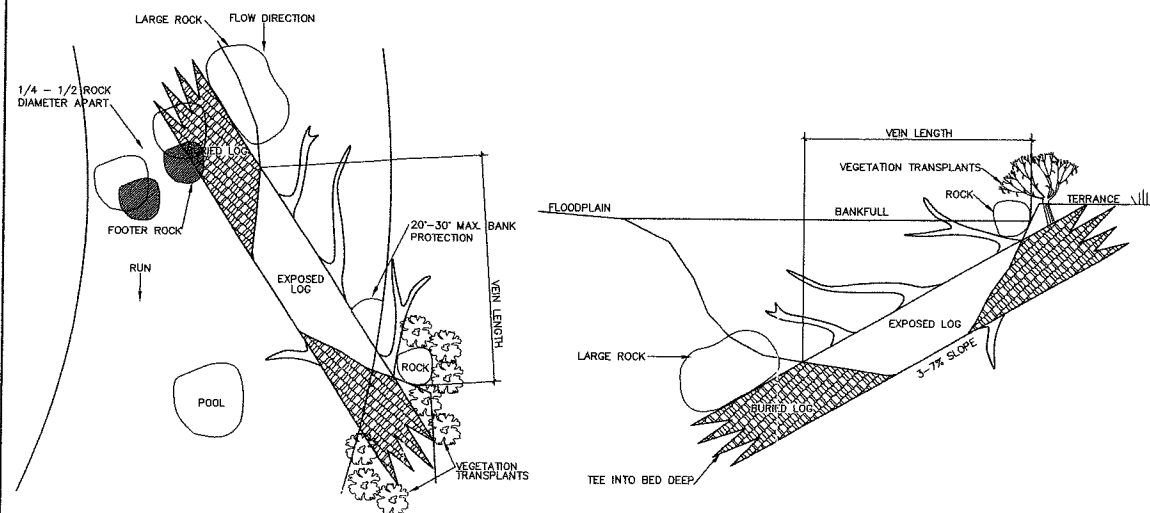 LARGE ROCK
FLOW DIRECTION
1/4 - 1/2 ROCK
DIAMETER APART
BURIED LOG
FOOTER ROCK
RUN
20°-30° MAX. BANK
PROTECTION
EXPOSED
LOG
VEIN LENGTH
ROCK
POOL
VEGETATION
TRANSPLANTS
VEIN LENGTH
VEGETATION TRANSPLANTS
ROCK
TERRANCE
FLOODPLAIN
BANKFULL
EXPOSED LOG
LARGE ROCK
3-7% SLOPE
BURIED LOG
TEE INTO BED DEEP